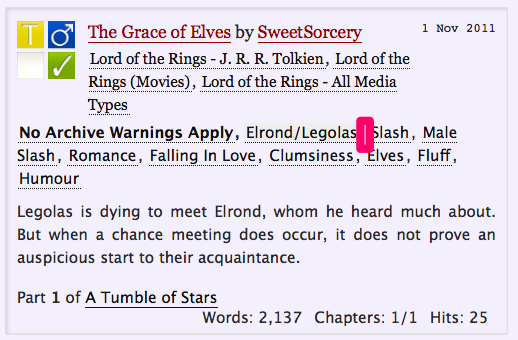 T
The Grace of Elves by SweetSorcery
1 Nov 2011
Lord of the Rings - J. R. R. Tolkien, Lord of the
Rings (Movies), Lord of the Rings - All Media
Types
No Archive Warnings Apply, Elrond/Legolas | Slash, Male
Slash, Romance, Falling In Love, Clumsiness, Elves, Fluff,
Humour
Legolas is dying to meet Elrond, whom he heard much about.
But when a chance meeting does occur, it does not prove an
auspicious start to their acquaintance.
Part 1 of A Tumble of Stars
Words: 2,137 Chapters: 1/1 Hits: 25